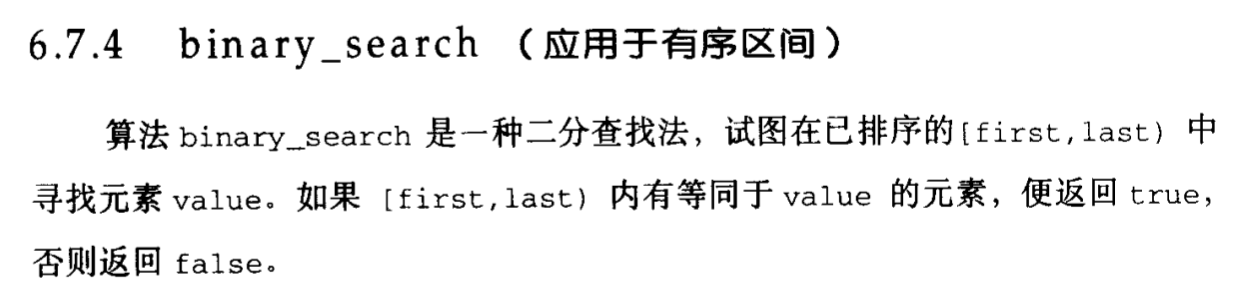 6.7.4 binary_search（应用于有序区间）
算法 binary_search 是一种二分查找法，试图在已排序的[first,last) 中
寻找元素 value。如果 [first,last) 内有等同于 value 的元素，便返回 true，
否则返回 false。